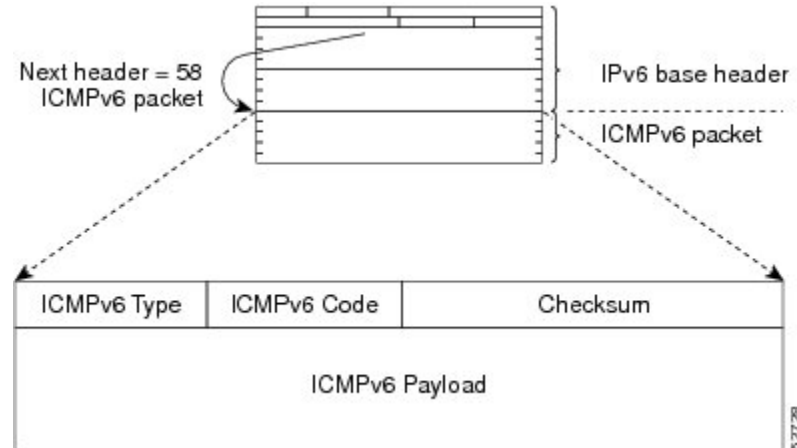 Next header = 58
ICMPv6 packet
IPv6 base header
ICMPv6 packet
ICMPv6 Type
ICMPv6 Code
Checksum
ICMPv6 Payload